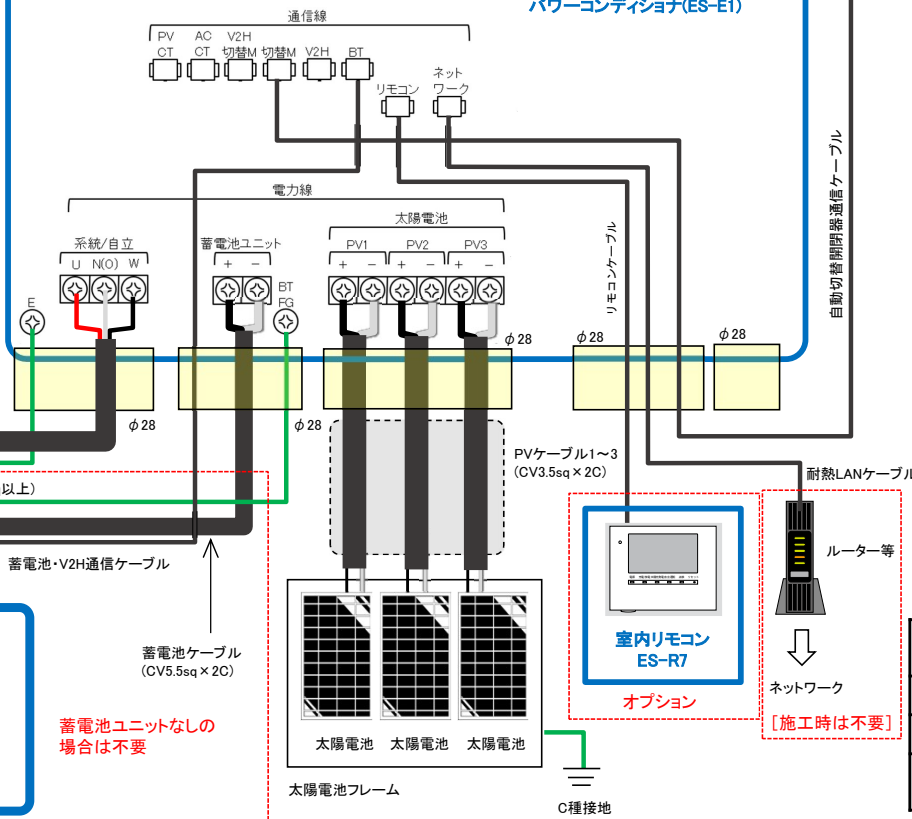 パワーコンディショナ(ES-E1)
通信線
PV CT
AC CT
V2H 切替M
切替M
V2H
BT
リモコン
ネット
ワーク
電力線
太陽電池
系統/自立
蓄電池ユニット
PV1
PV2
PV3
U
N(O)
W
+
−
+
−
+
−
+
−
E
BT
FG
リモコンケーブル
自動切替開閉器通信ケーブル
φ28
φ28
φ28
φ28
φ28
PVケーブル1~3
(CV3.5sq×2C)
耐熱LANケーブル
以上)
蓄電池・V2H通信ケーブル
ルーター等
室内リモコン
ES-R7
オプション
ネットワーク
[施工時は不要]
蓄電池ケーブル
(CV5.5sq×2C)
蓄電池ユニットなしの
場合は不要
太陽電池
太陽電池
太陽電池
太陽電池フレーム
C種接地